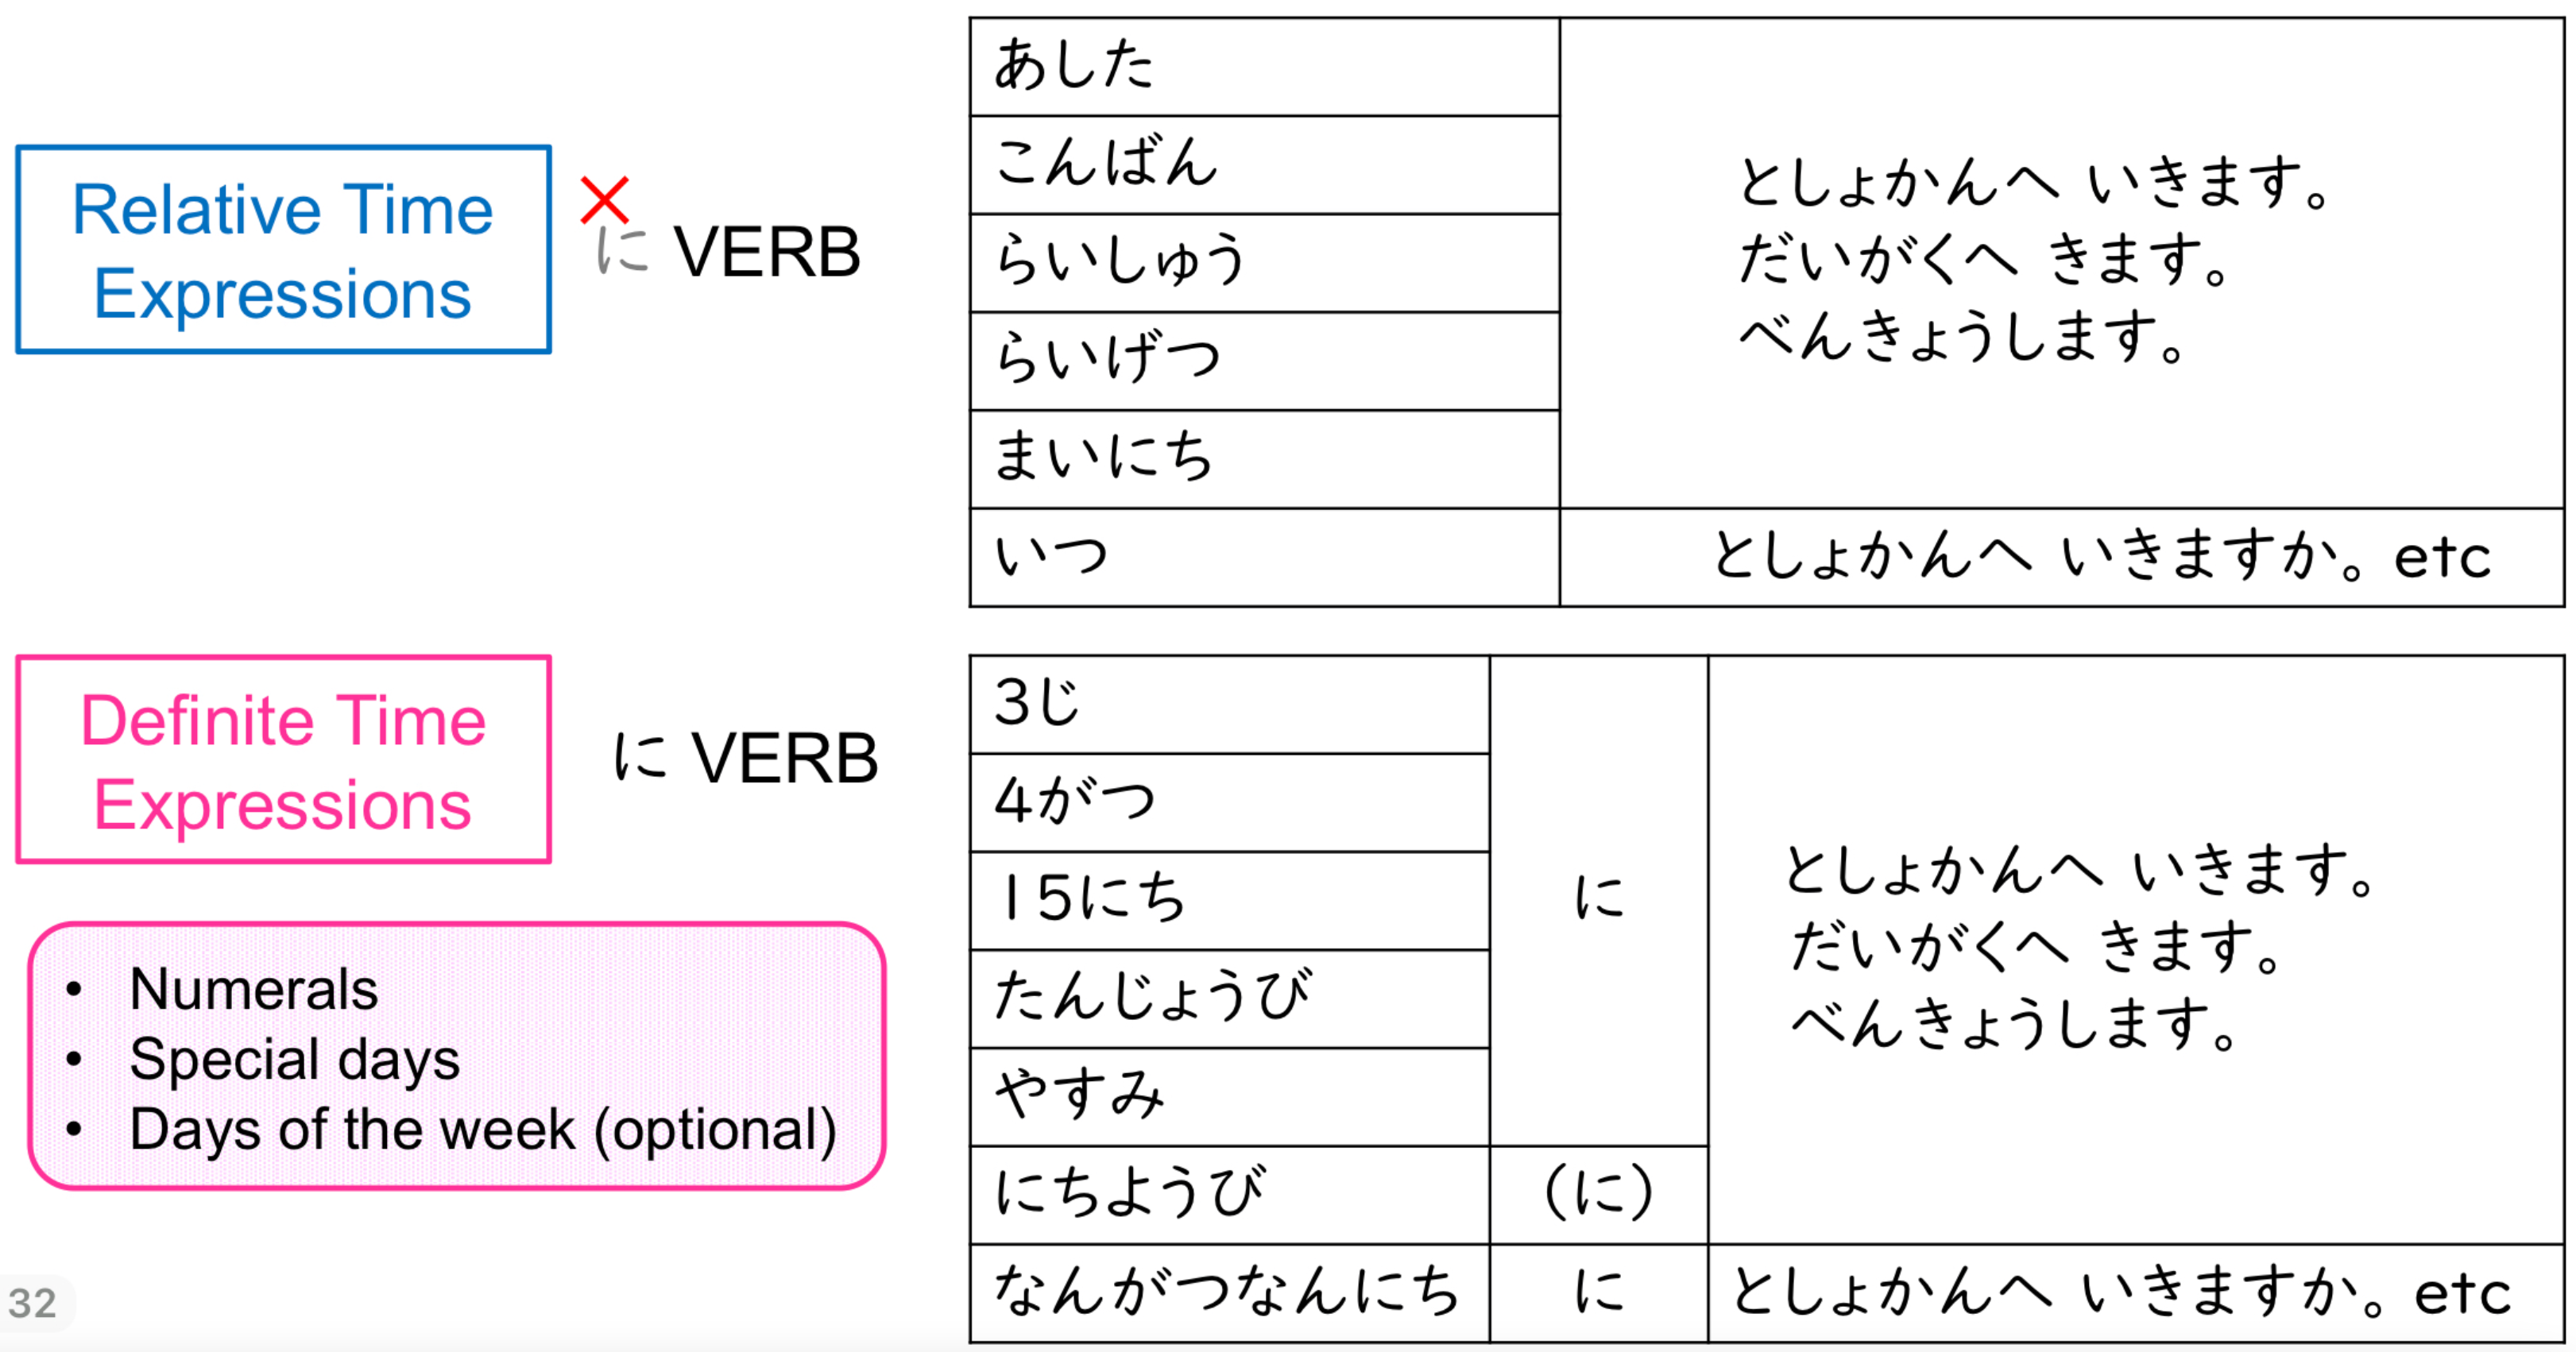 Relative Time
Expressions
×
に VERB
あした
こんばん
らいしゅう
らいげつ
まいにち
いつ
としょかんへ いきます。
だいがくへ きます。
べんきょうします。
としょかんへ いきますか。etc
Definite Time
Expressions
に VERB
• Numerals
• Special days
• Days of the week (optional)
3じ
4がつ
15にち
たんじょうび
やすみ
に
にちようび
(に)
としょかんへ いきます。
だいがくへ きます。
べんきょうします。
なんがつなんにち に としょかんへ いきますか。etc
32